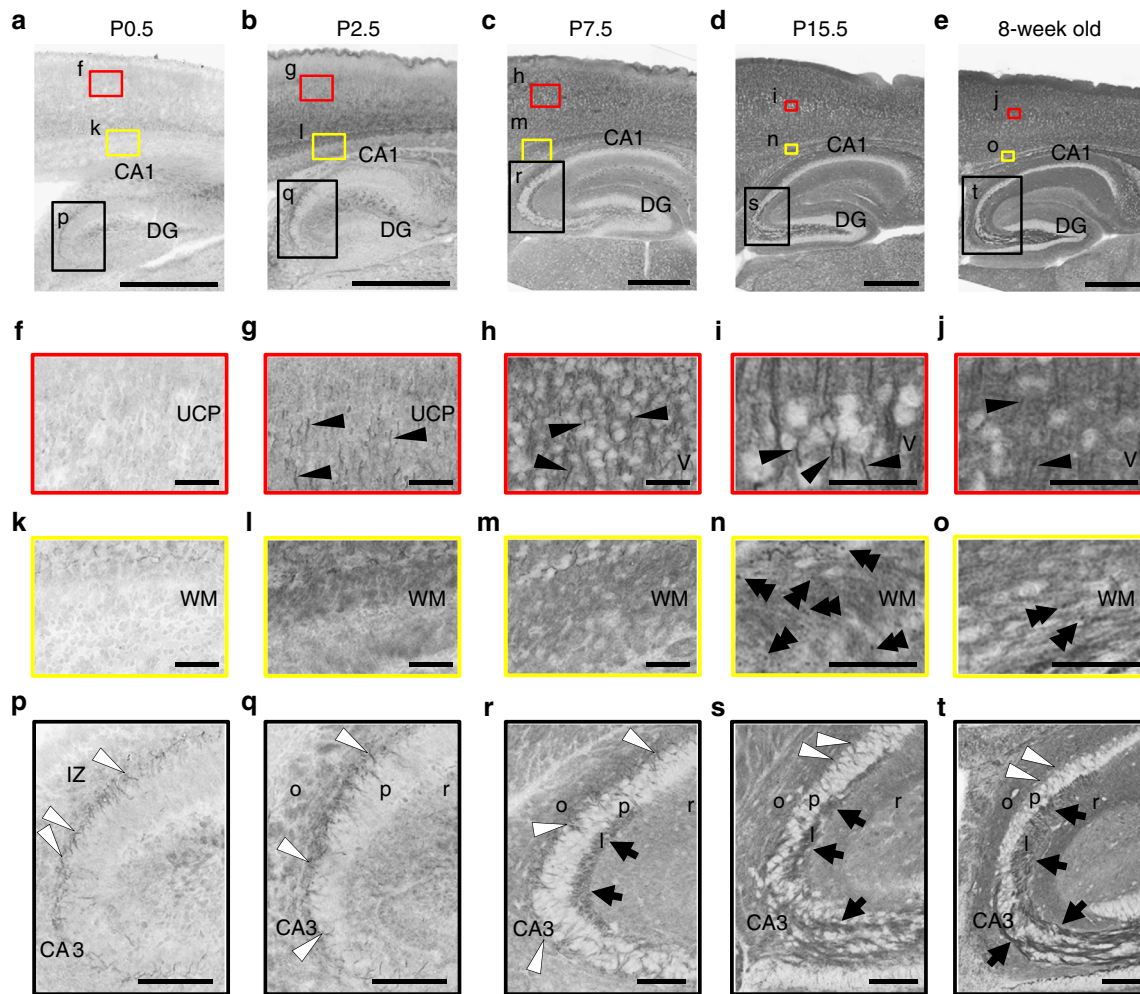 a P0.5 b P2.5 c P7.5 d P15.5 e 8-week old
f g h i j
k l m n o
CA1 CA1 CA1 CA1 CA1
p q r s t
DG DG DG DG DG
f g h i j
UCP UCP V V V
k l m n o
WM WM WM WM WM
p q r s t
IZ
o p r o p r o p r o p r
l l l
CA3 CA3 CA3 CA3 CA3